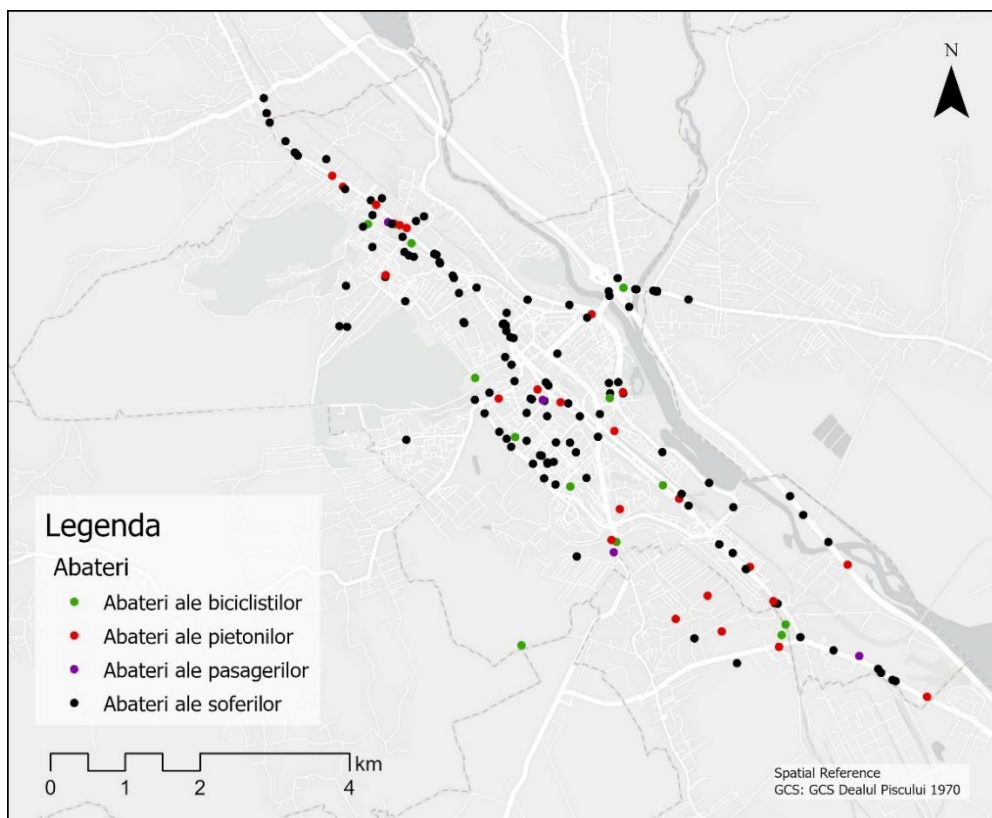 N
Legenda
Abateri
Abateri ale biciclistilor
Abateri ale pietonilor
Abateri ale pasagerilor
Abateri ale soferilor
km
0 1 2 4
Spatial Reference
GCS: GCS Dealul Piscului 1970